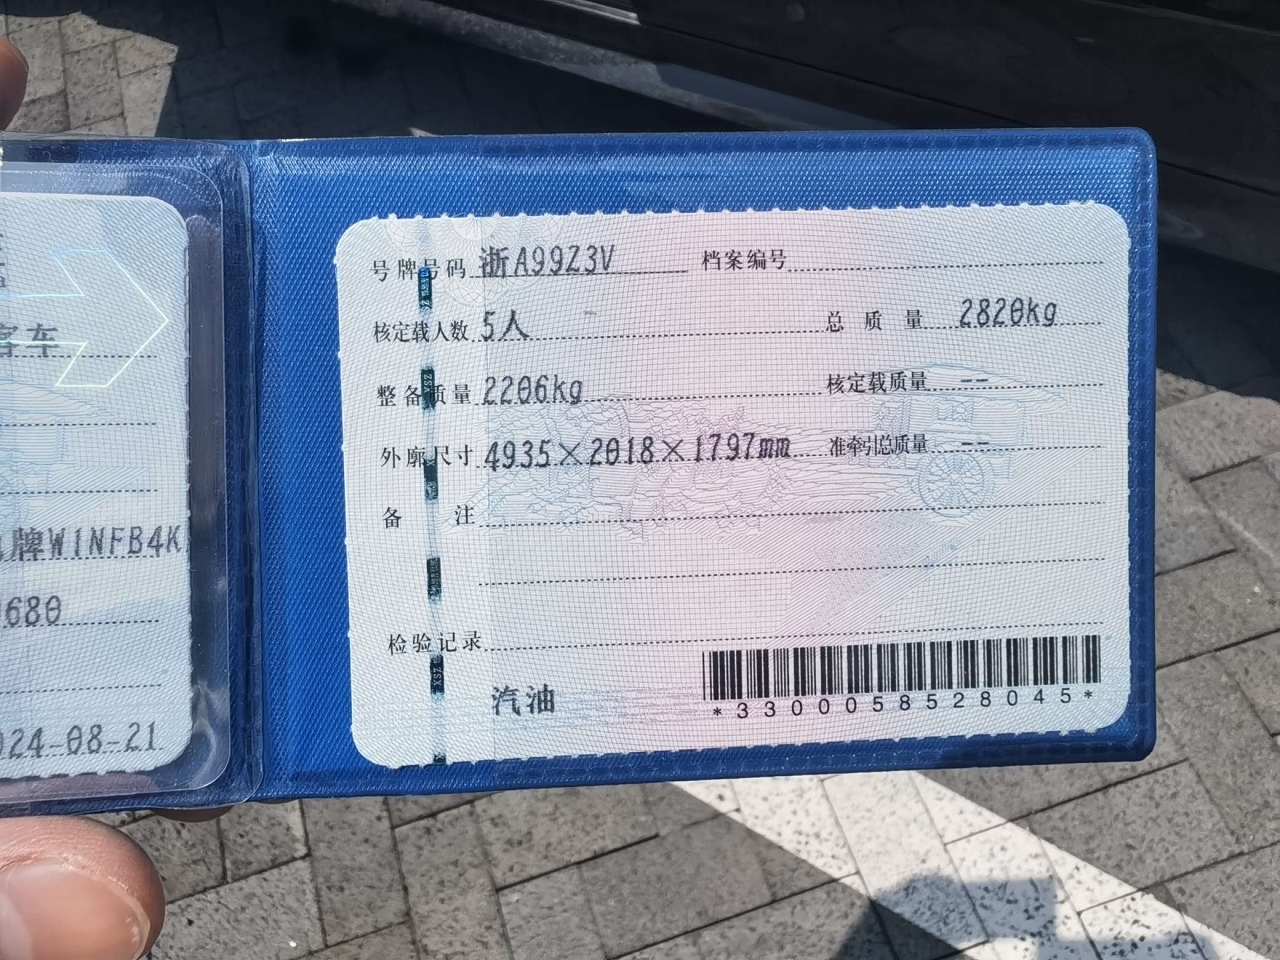 客车
牌W1NFB4K
680
024-08-21
号牌号码 浙A99Z3V 档案编号
核定载人数 5人 总质量 2820kg
整备质量 2206kg 核定载质量 --
外廓尺寸 4935×2018×1797mm 准牵引总质量 --
备注
检验记录
汽油
*3300058528045*